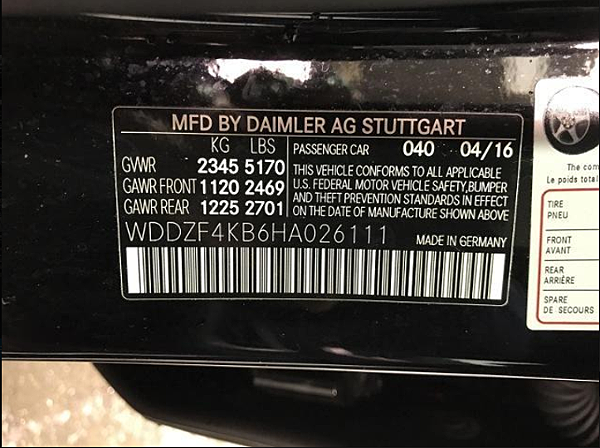 MFD BY DAIMLER AG STUTTGART
KG LBS
GVWR 2345 5170
GAWR FRONT 1120 2469
GAWR REAR 1225 2701
PASSENGER CAR 040 04/16
THIS VEHICLE CONFORMS TO ALL APPLICABLE
U.S. FEDERAL MOTOR VEHICLE SAFETY,BUMPER
AND THEFT PREVENTION STANDARDS IN EFFECT
ON THE DATE OF MANUFACTURE SHOWN ABOVE
WDDZF4KB6HA026111 MADE IN GERMANY
The com
Le poids total
TIRE
PNEU
FRONT
AVANT
REAR
ARRIÈRE
SPARE
DE SECOURS